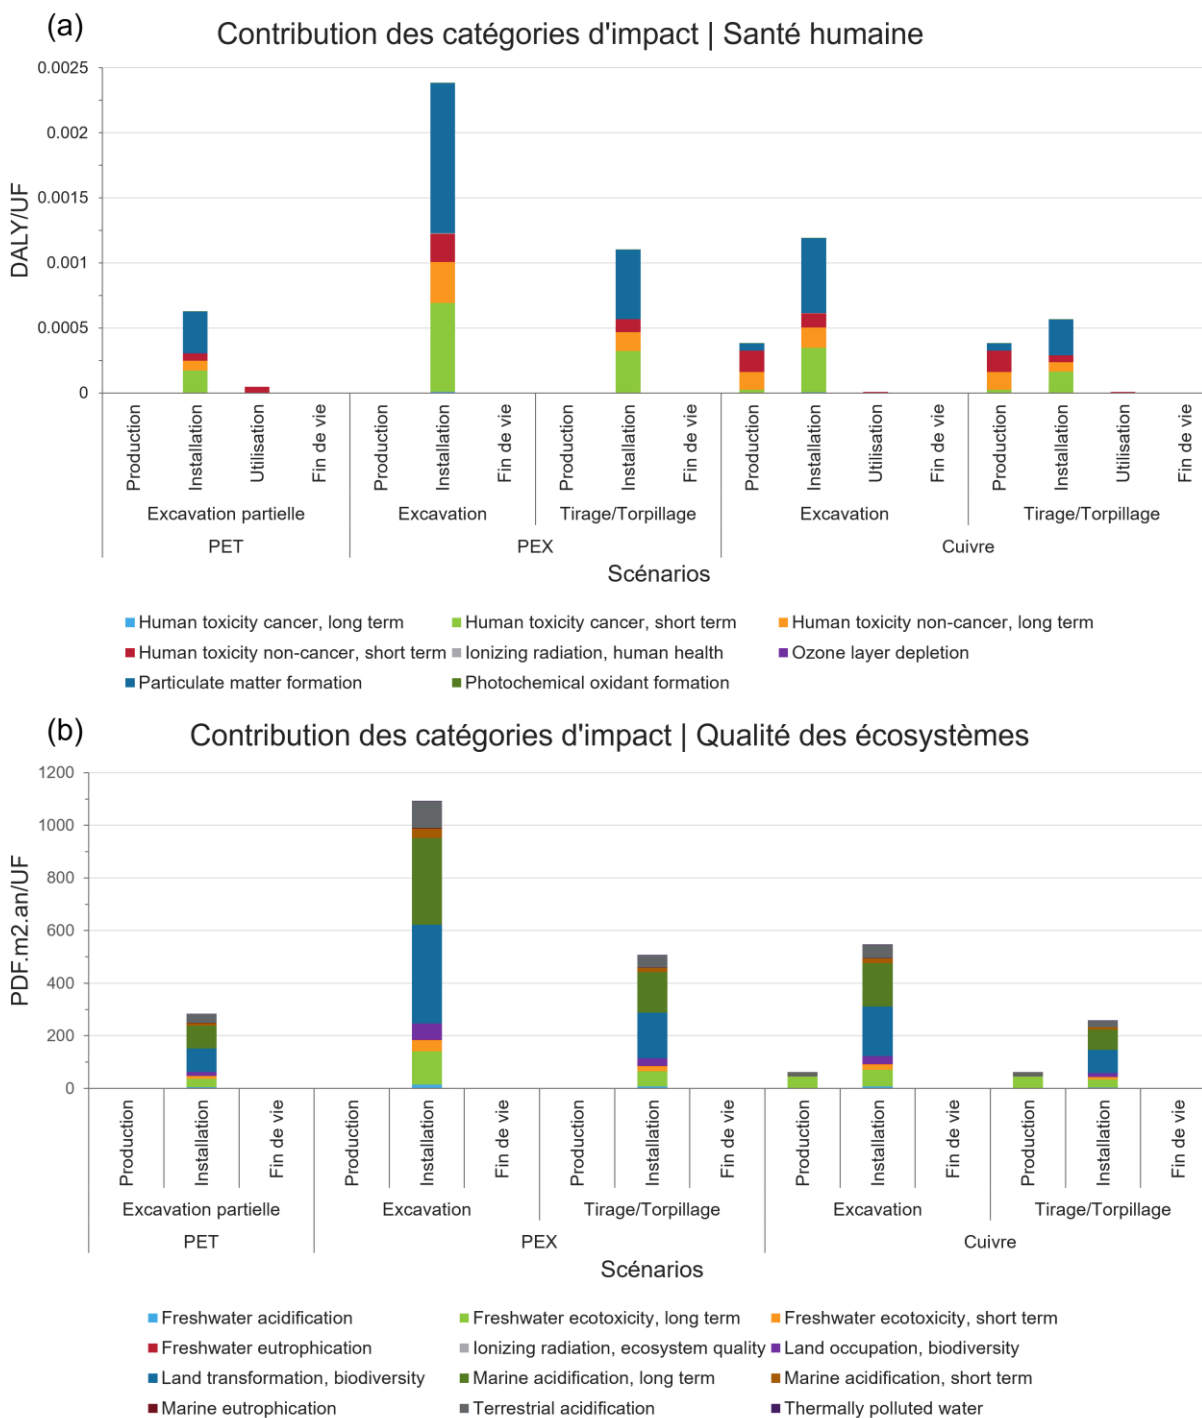 (a)
Contribution des catégories d'impact | Santé humaine
0.0025
0.002
0.0015
0.001
0.0005
0
DALY/UF
Production
Installation
Utilisation
Fin de vie
Production
Installation
Fin de vie
Production
Installation
Fin de vie
Production
Installation
Utilisation
Fin de vie
Production
Installation
Utilisation
Fin de vie
Excavation partielle Excavation Tirage/Torpillage Excavation Tirage/Torpillage
PET PEX Cuivre
Scénarios
Human toxicity cancer, long term Human toxicity cancer, short term Human toxicity non-cancer, long term
Human toxicity non-cancer, short term Ionizing radiation, human health Ozone layer depletion
Particulate matter formation Photochemical oxidant formation
(b)
Contribution des catégories d'impact | Qualité des écosystèmes
1200
1000
800
600
400
200
0
PDF.m2.an/UF
Production
Installation
Fin de vie
Production
Installation
Fin de vie
Production
Installation
Fin de vie
Production
Installation
Fin de vie
Production
Installation
Fin de vie
Excavation partielle Excavation Tirage/Torpillage Excavation Tirage/Torpillage
PET PEX Cuivre
Scénarios
Freshwater acidification Freshwater ecotoxicity, long term Freshwater ecotoxicity, short term
Freshwater eutrophication Ionizing radiation, ecosystem quality Land occupation, biodiversity
Land transformation, biodiversity Marine acidification, long term Marine acidification, short term
Marine eutrophication Terrestrial acidification Thermally polluted water